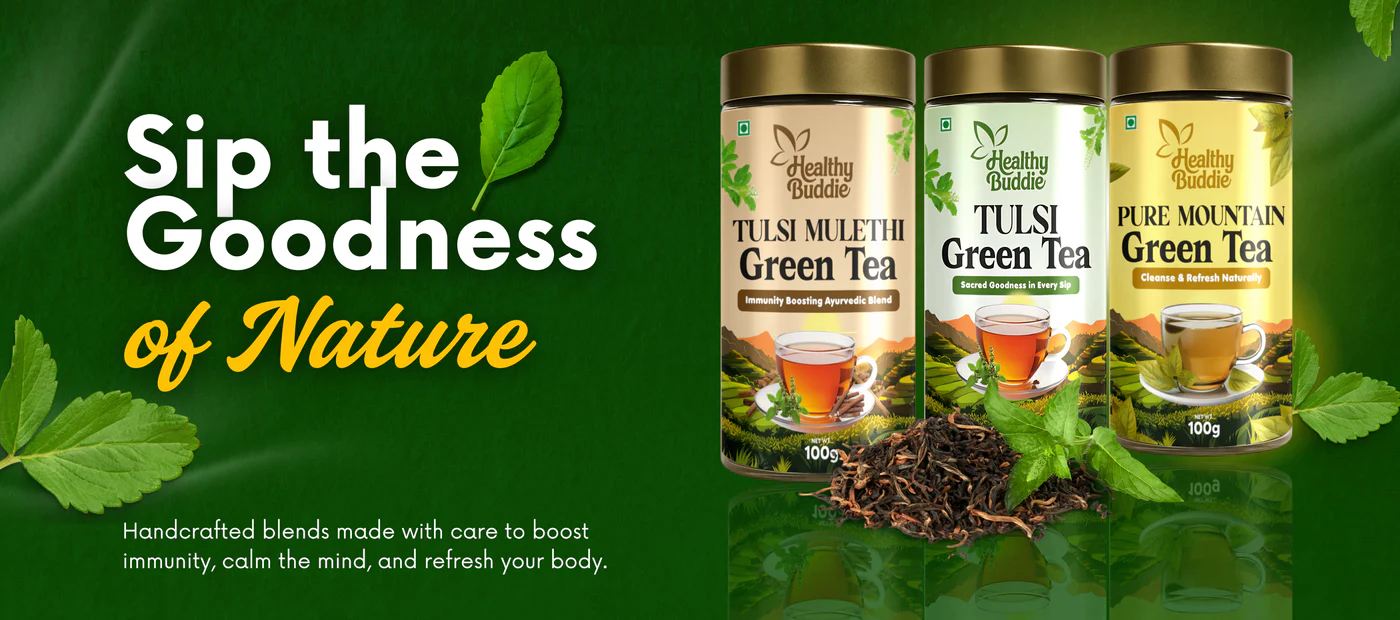 Sip the
Goodness
of Nature
Handcrafted blends made with care to boost
immunity, calm the mind, and refresh your body.
Healthy
Buddie
TULSI MULETHI
Green Tea
Immunity Boosting Ayurvedic Blend
NET WT.
100g
Healthy
Buddie
TULSI
Green Tea
Sacred Goodness in Every Sip
Healthy
Buddie
PURE MOUNTAIN
Green Tea
Cleanse & Refresh Naturally
NET WT.
100g